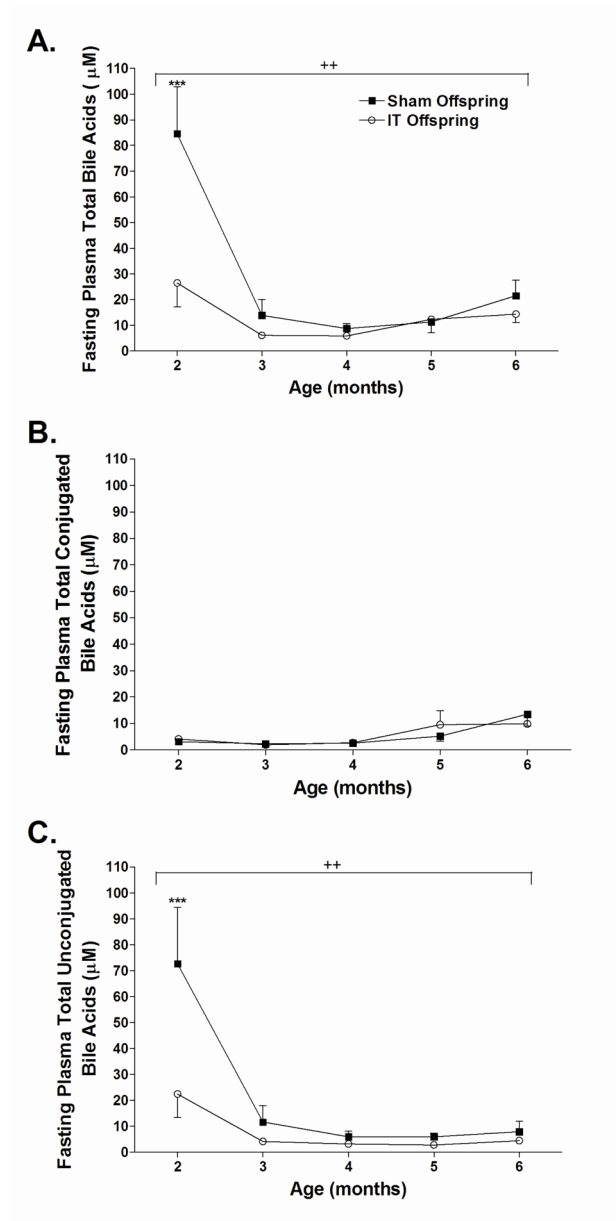 A.
Fasting Plasma Total Bile Acids ( μM)
110
100
90
80
70
60
50
40
30
20
10
0
++
***
Sham Offspring
IT Offspring
2 3 4 5 6
Age (months)
B.
Fasting Plasma Total Conjugated
Bile Acids (μM)
110
100
90
80
70
60
50
40
30
20
10
0
2 3 4 5 6
Age (months)
C.
Fasting Plasma Total Unconjugated
Bile Acids (μM)
110
100
90
80
70
60
50
40
30
20
10
0
++
***
2 3 4 5 6
Age (months)